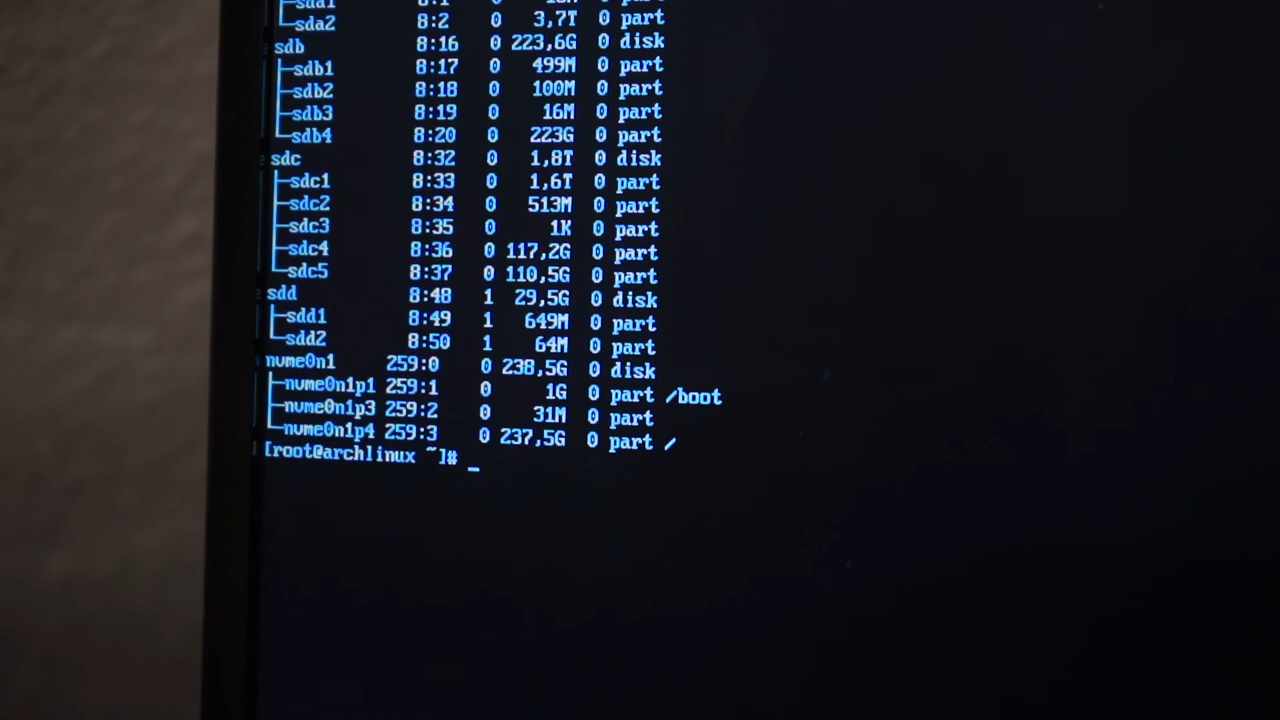 ├─sda1 8:1 0
└─sda2 8:2 0 3,7T 0 part
sdb 8:16 0 223,6G 0 disk
├─sdb1 8:17 0 499M 0 part
├─sdb2 8:18 0 100M 0 part
├─sdb3 8:19 0 16M 0 part
└─sdb4 8:20 0 223G 0 part
sdc 8:32 0 1,8T 0 disk
├─sdc1 8:33 0 1,6T 0 part
├─sdc2 8:34 0 513M 0 part
├─sdc3 8:35 0 1K 0 part
├─sdc4 8:36 0 117,2G 0 part
└─sdc5 8:37 0 110,5G 0 part
sdd 8:48 1 29,5G 0 disk
├─sdd1 8:49 1 649M 0 part
└─sdd2 8:50 1 64M 0 part
nvme0n1 259:0 0 238,5G 0 disk
├─nvme0n1p1 259:1 0 1G 0 part /boot
├─nvme0n1p3 259:2 0 31M 0 part
└─nvme0n1p4 259:3 0 237,5G 0 part /
[root@archlinux ~]# _